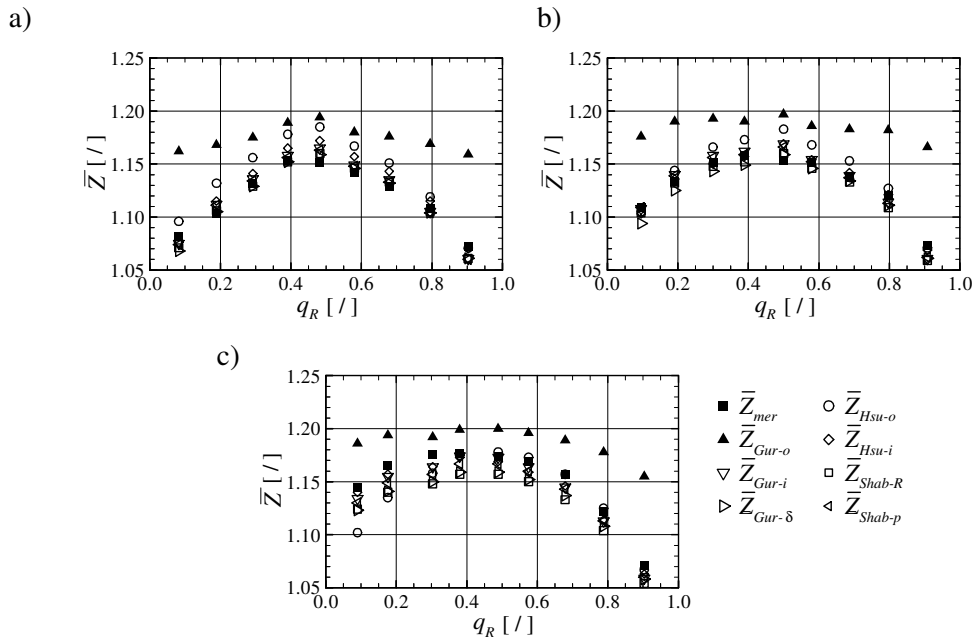 a)
1.25
1.20
1.15
1.10
1.05
0.0 0.2 0.4 0.6 0.8 1.0
Z̅ [ / ]
q_R [ / ]
b)
1.25
1.20
1.15
1.10
1.05
0.0 0.2 0.4 0.6 0.8 1.0
Z̅ [ / ]
q_R [ / ]
c)
1.25
1.20
1.15
1.10
1.05
0.0 0.2 0.4 0.6 0.8 1.0
Z̅ [ / ]
q_R [ / ]
Z̅_mer
Z̅_Gur-o
Z̅_Gur-i
Z̅_Gur-δ
Z̅_Hsu-o
Z̅_Hsu-i
Z̅_Shab-R
Z̅_Shab-p